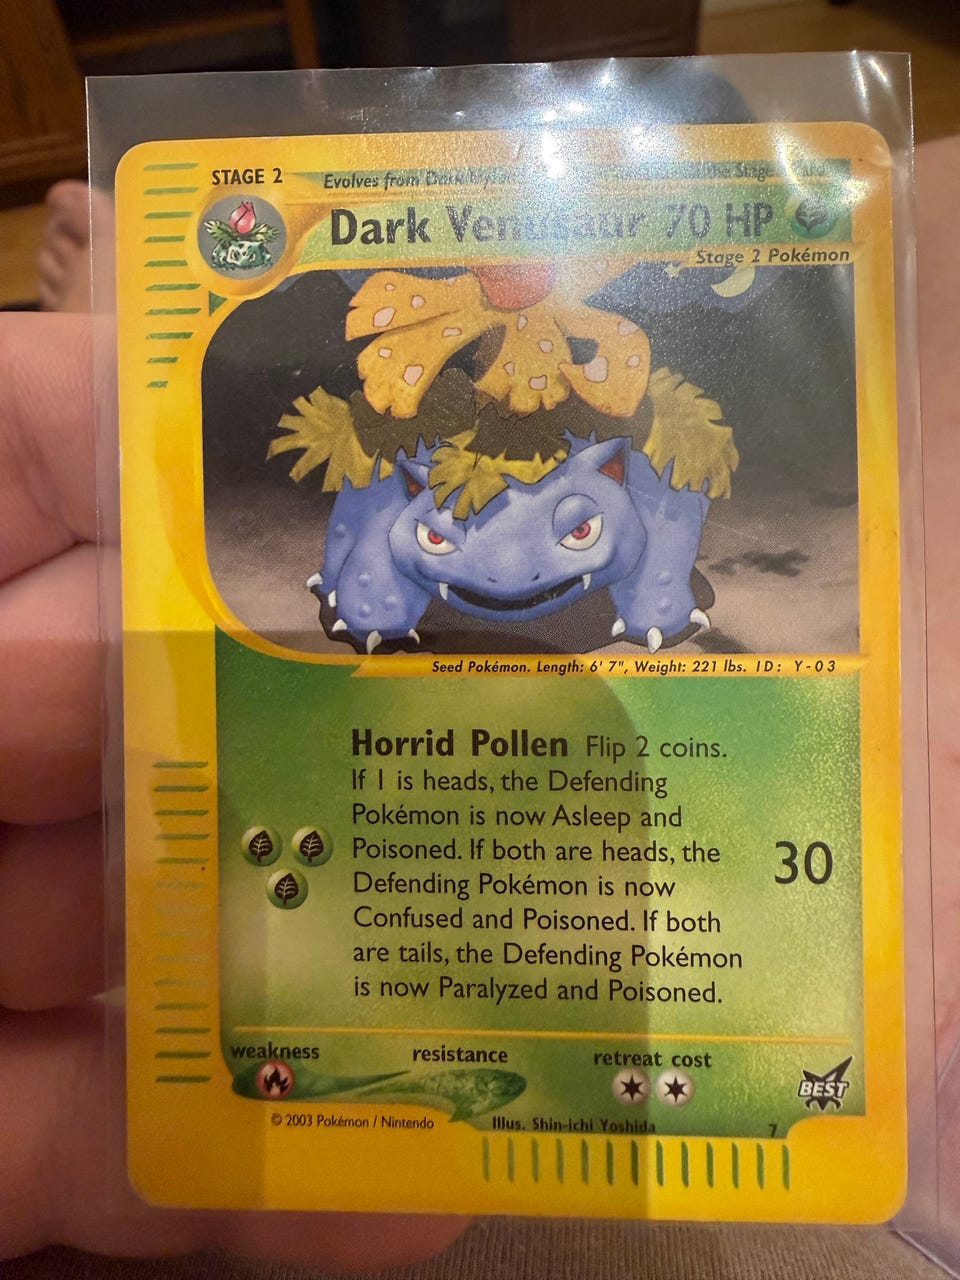 STAGE 2
Evolves from Dark the Stage
Dark Venusaur 70 HP
Stage 2 Pokémon
Seed Pokémon. Length: 6' 7", Weight: 221 lbs. ID: Y-03
Horrid Pollen Flip 2 coins.
If 1 is heads, the Defending
Pokémon is now Asleep and
Poisoned. If both are heads, the
Defending Pokémon is now
Confused and Poisoned. If both
are tails, the Defending Pokémon
is now Paralyzed and Poisoned.
30
weakness resistance retreat cost
BEST
© 2003 Pokémon / Nintendo Illus. Shin-ichi Yoshida 7